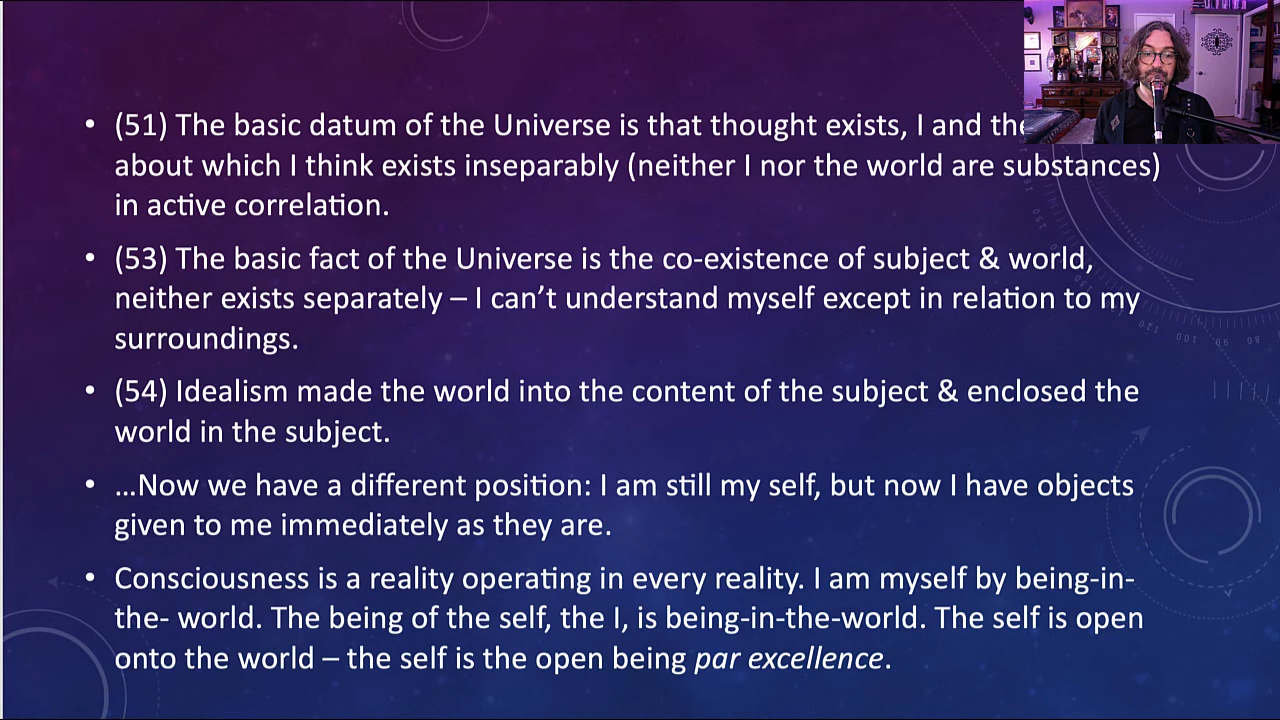 • (51) The basic datum of the Universe is that thought exists, I and
about which I think exists inseparably (neither I nor the world are substances)
in active correlation.
• (53) The basic fact of the Universe is the co-existence of subject & world,
neither exists separately – I can’t understand myself except in relation to my
surroundings.
• (54) Idealism made the world into the content of the subject & enclosed the
world in the subject.
• …Now we have a different position: I am still my self, but now I have objects
given to me immediately as they are.
• Consciousness is a reality operating in every reality. I am myself by being-in-
the- world. The being of the self, the I, is being-in-the-world. The self is open
onto the world – the self is the open being par excellence.